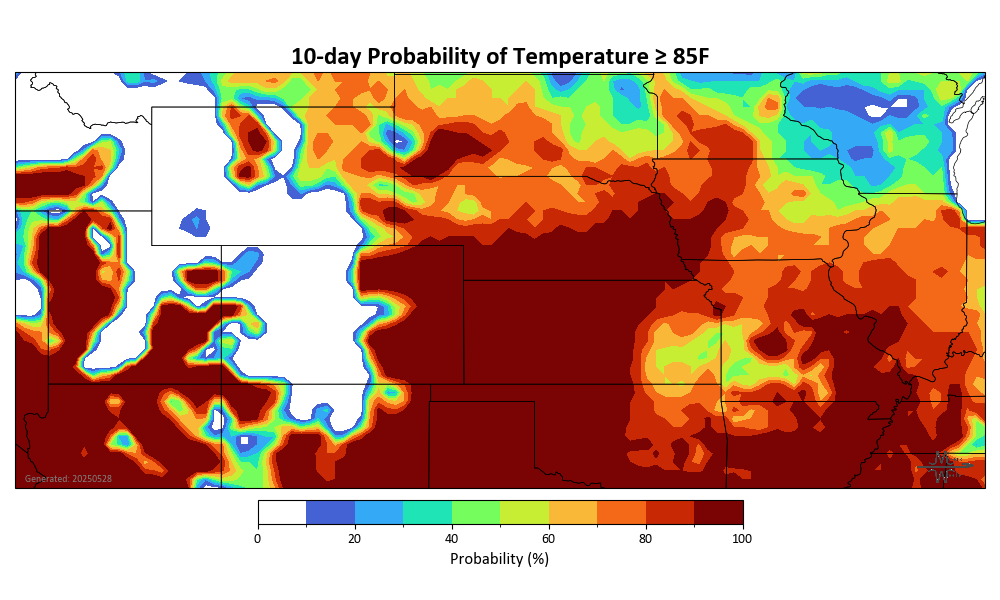 10-day Probability of Temperature ≥ 85F
Generated: 20250528
0 20 40 60 80 100
Probability (%)